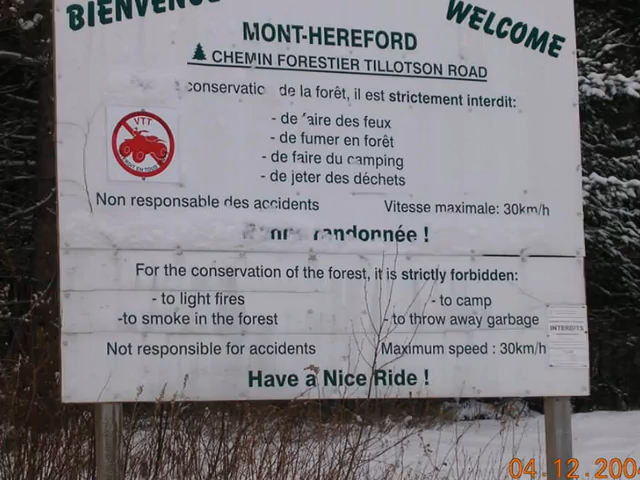 BIENVENUE
WELCOME
MONT-HEREFORD
CHEMIN FORESTIER TILLOTSON ROAD
conservatio de la forêt, il est strictement interdit:
- de faire des feux
VTT
- de fumer en forêt
- de faire du camping
- de jeter des déchets
Non responsable des accidents
Vitesse maximale: 30km/h
Bonne randonnée !
For the conservation of the forest, it is strictly forbidden:
- to light fires
- to camp
-to smoke in the forest
- to throw away garbage
INTERDITS
Not responsible for accidents
Maximum speed : 30km/h
Have a Nice Ride !
04.12.2004